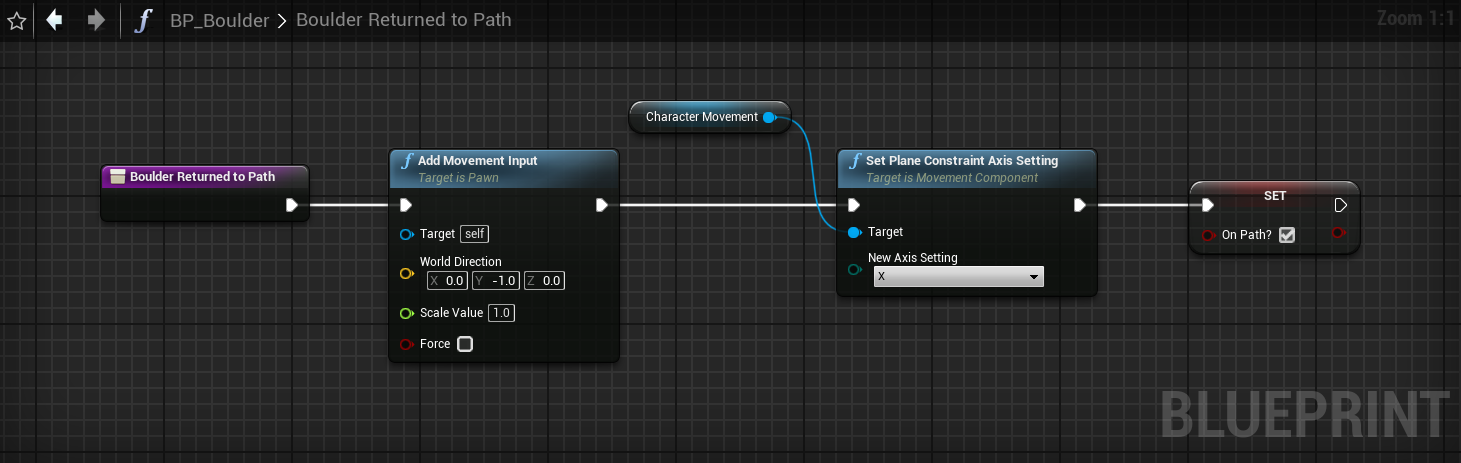 BP_Boulder > Boulder Returned to Path
Zoom 1:1
Character Movement
Boulder Returned to Path
f Add Movement Input
Target is Pawn
Target self
World Direction
X 0.0 Y -1.0 Z 0.0
Scale Value 1.0
Force
f Set Plane Constraint Axis Setting
Target is Movement Component
Target
New Axis Setting
X
SET
On Path?
BLUEPRINT